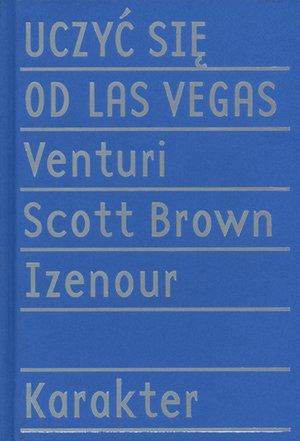 UCZYĆ SIĘ
OD LAS VEGAS
Venturi
Scott Brown
Izenour
Karakter